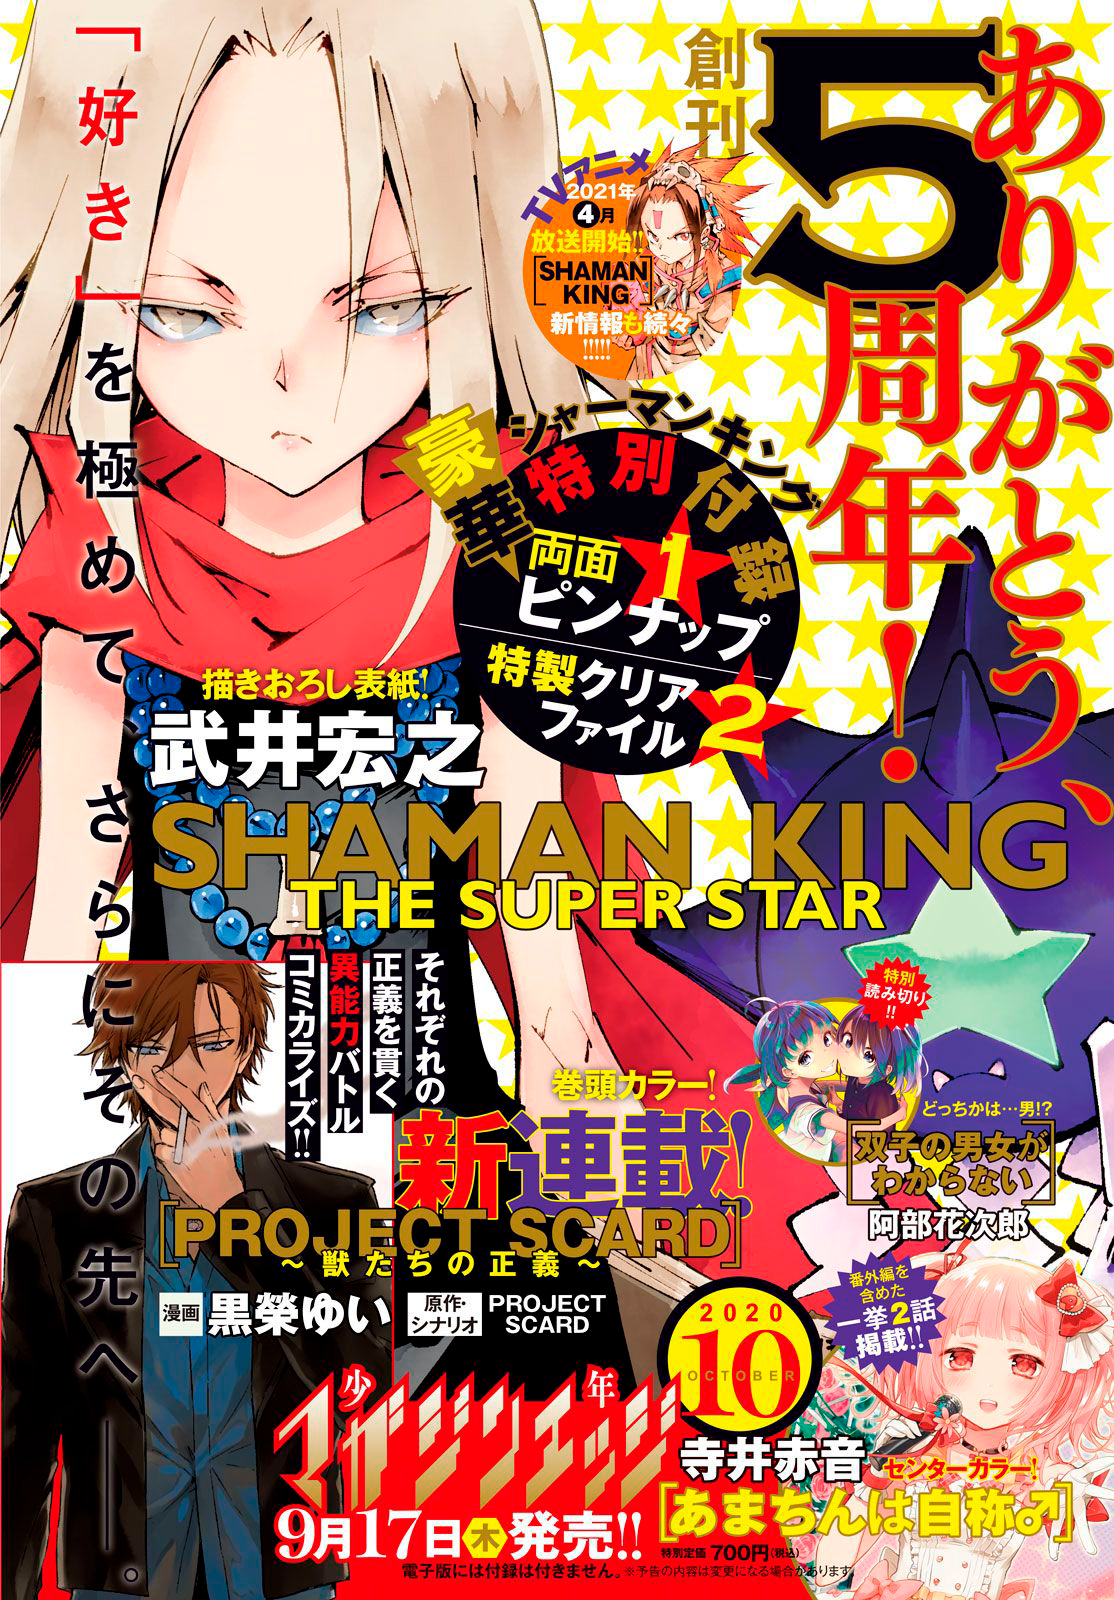 ありがとう、
創刊
5周年!
「好き」を極めて、さらにその先へ――。
TVアニメ
2021年
4月
放送開始!!
[SHAMAN
KING]
新情報も続々
!!!!!
シャーマンキング
豪華
特別付録
両面
1
ピンナップ
特製クリア
ファイル
2
描きおろし表紙!
武井宏之
SHAMAN KING
THE SUPER STAR
それぞれの
正義を貫く
異能力バトル
コミカライズ!!
巻頭カラー!
新連載!
[PROJECT SCARD]
~獣たちの正義~
漫画
黒榮ゆい
原作・
シナリオ
PROJECT
SCARD
特別
読み切り
!!
どっちかは…男!?
[双子の男女が
わからない]
阿部花次郎
番外編を
含めた
一挙2話
掲載!!
2020
10
OCTOBER
寺井赤音
センターカラー!
[あまちんは自称♂]
少年
マガジンエッジ
9月17日木発売!!
特別定価 700円(税込)
電子版には付録は付きません。※予告の内容は変更になる場合があります。